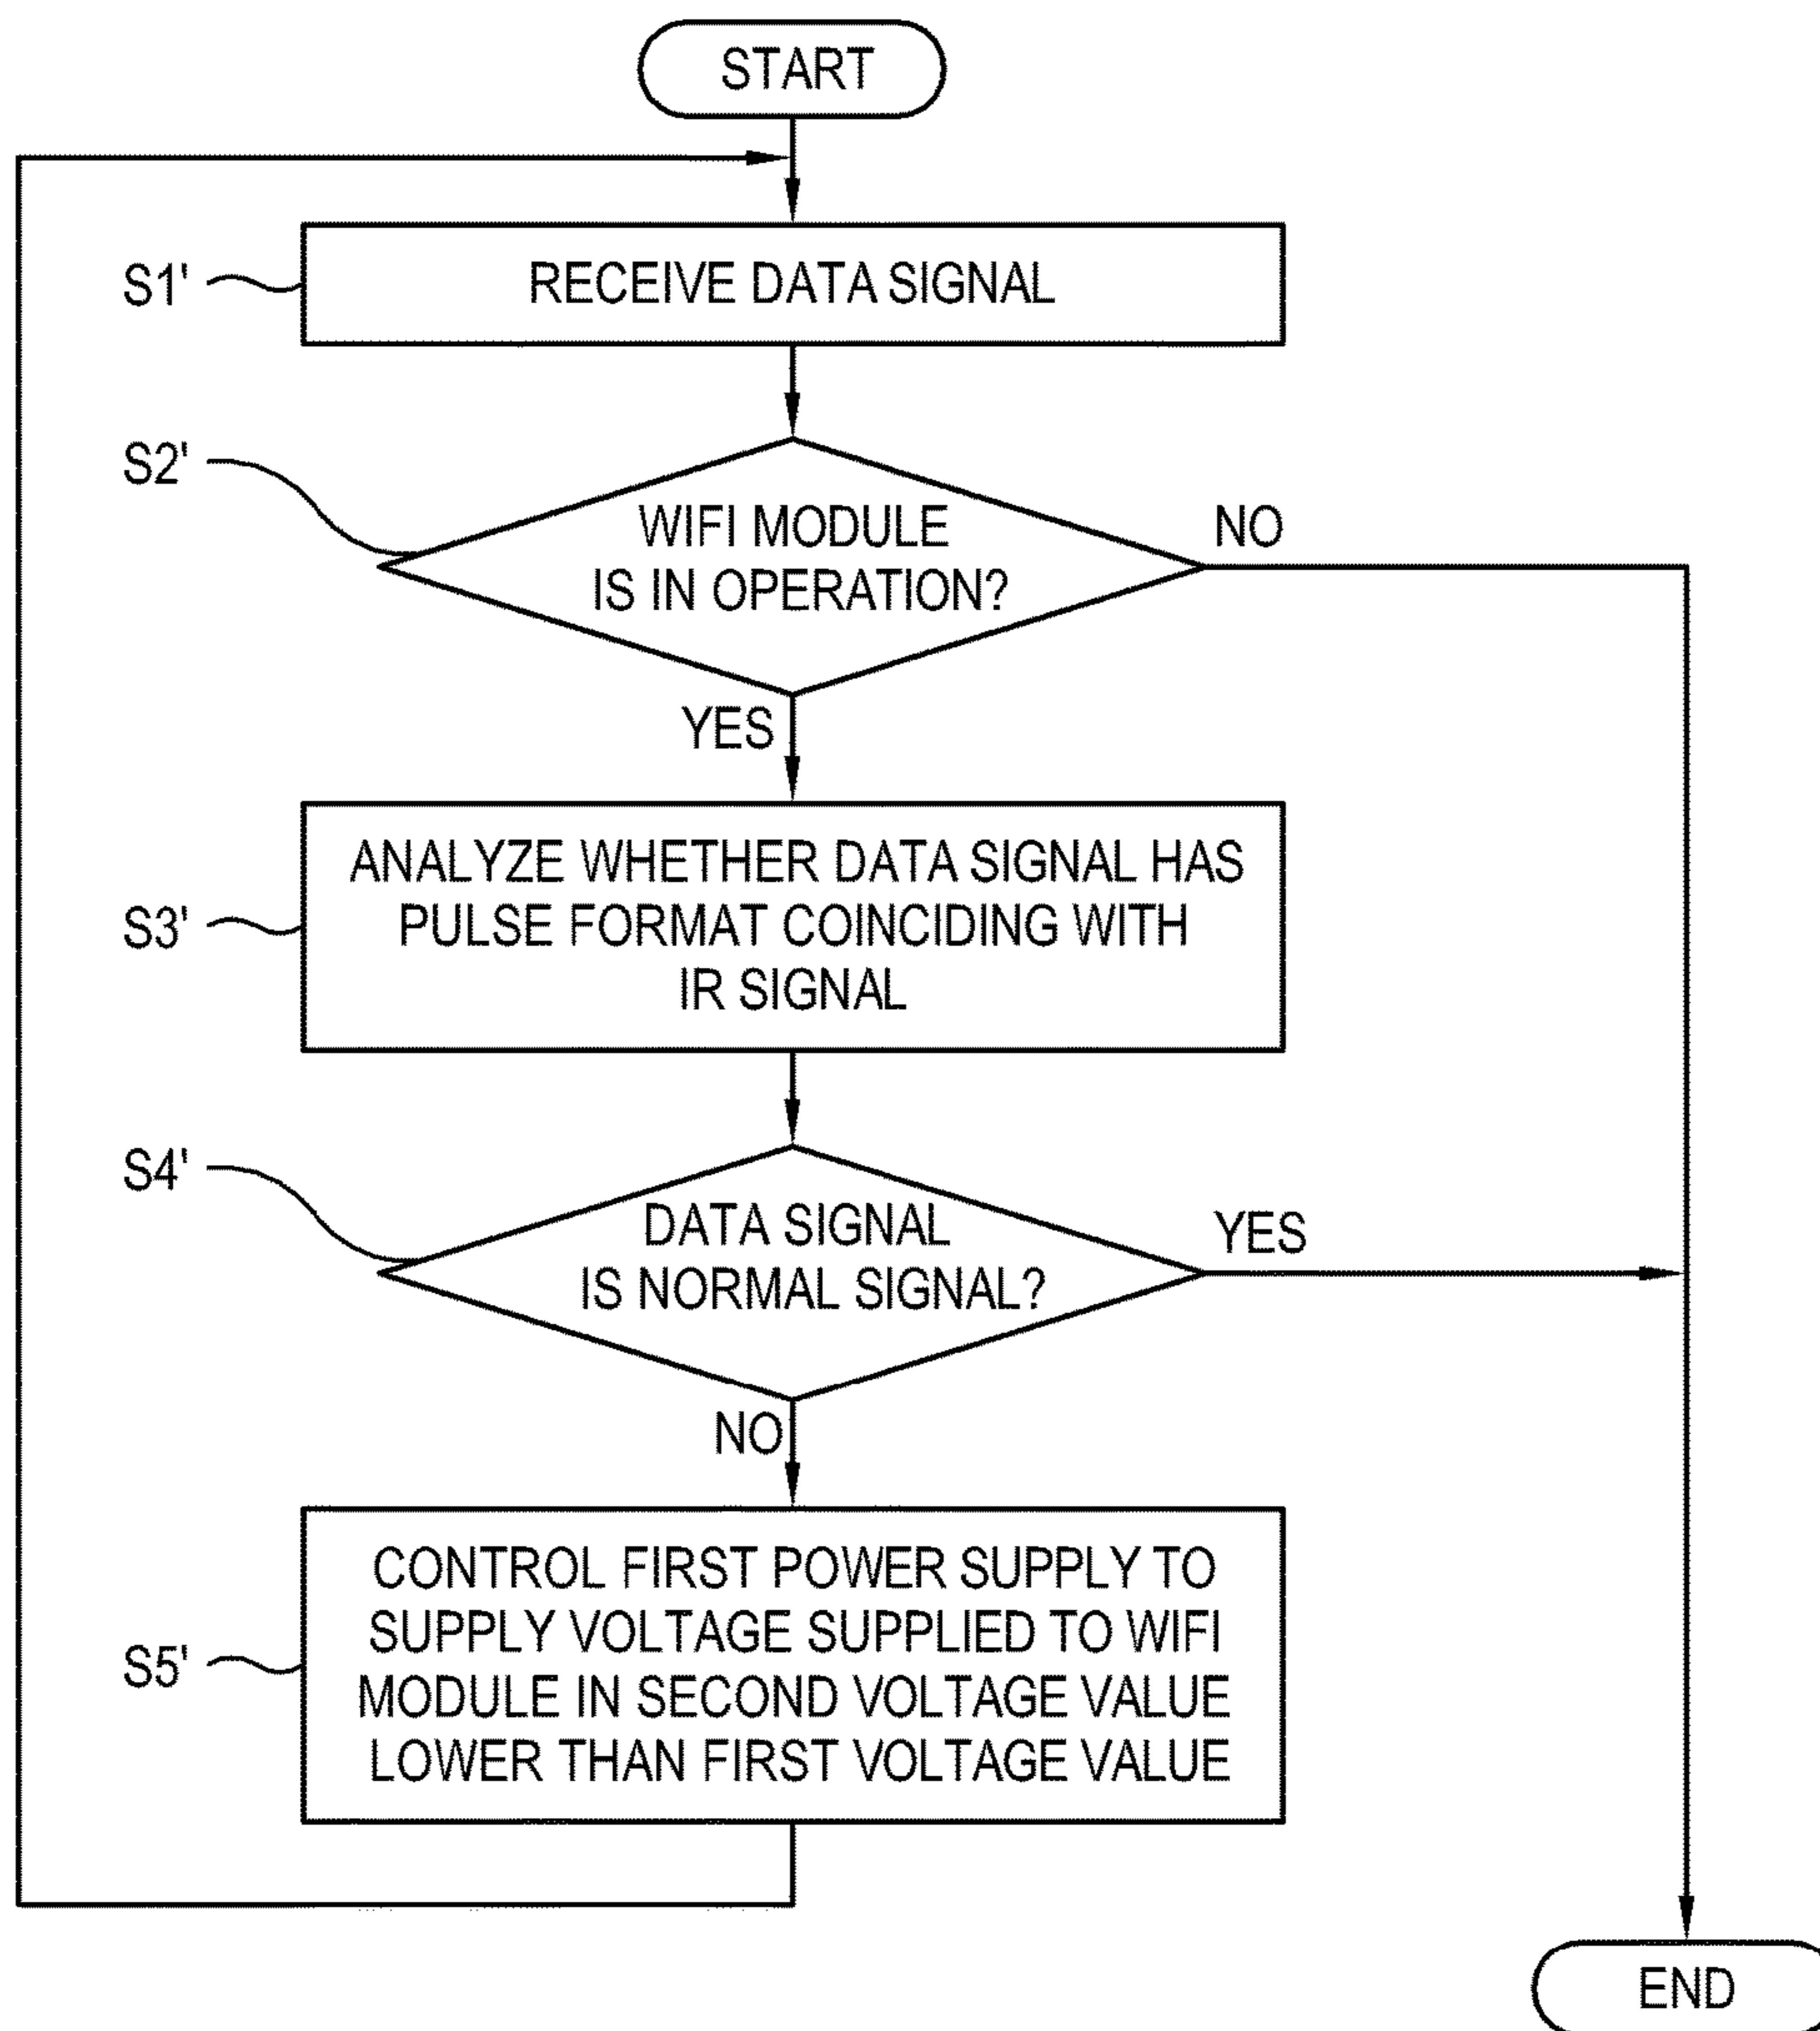 START
S1'
RECEIVE DATA SIGNAL
S2'
WIFI MODULE
IS IN OPERATION?
NO
YES
S3'
ANALYZE WHETHER DATA SIGNAL HAS
PULSE FORMAT COINCIDING WITH
IR SIGNAL
S4'
DATA SIGNAL
IS NORMAL SIGNAL?
YES
NO
S5'
CONTROL FIRST POWER SUPPLY TO
SUPPLY VOLTAGE SUPPLIED TO WIFI
MODULE IN SECOND VOLTAGE VALUE
LOWER THAN FIRST VOLTAGE VALUE
END